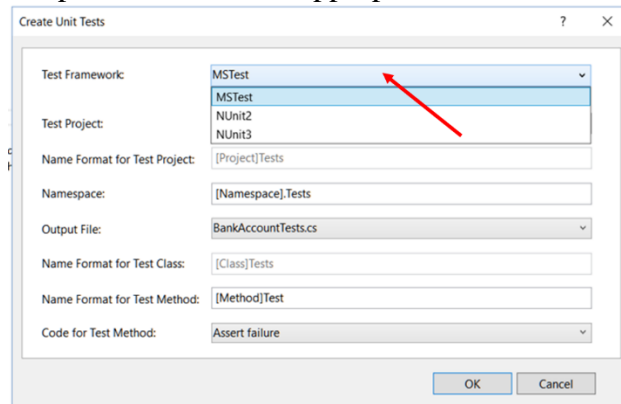 Create Unit Tests ? ×
Test Framework: MSTest
MSTest
NUnit2
Test Project:
NUnit3
Name Format for Test Project: [Project]Tests
Namespace: [Namespace].Tests
Output File: BankAccountTests.cs
Name Format for Test Class: [Class]Tests
Name Format for Test Method: [Method]Test
Code for Test Method: Assert failure
OK Cancel